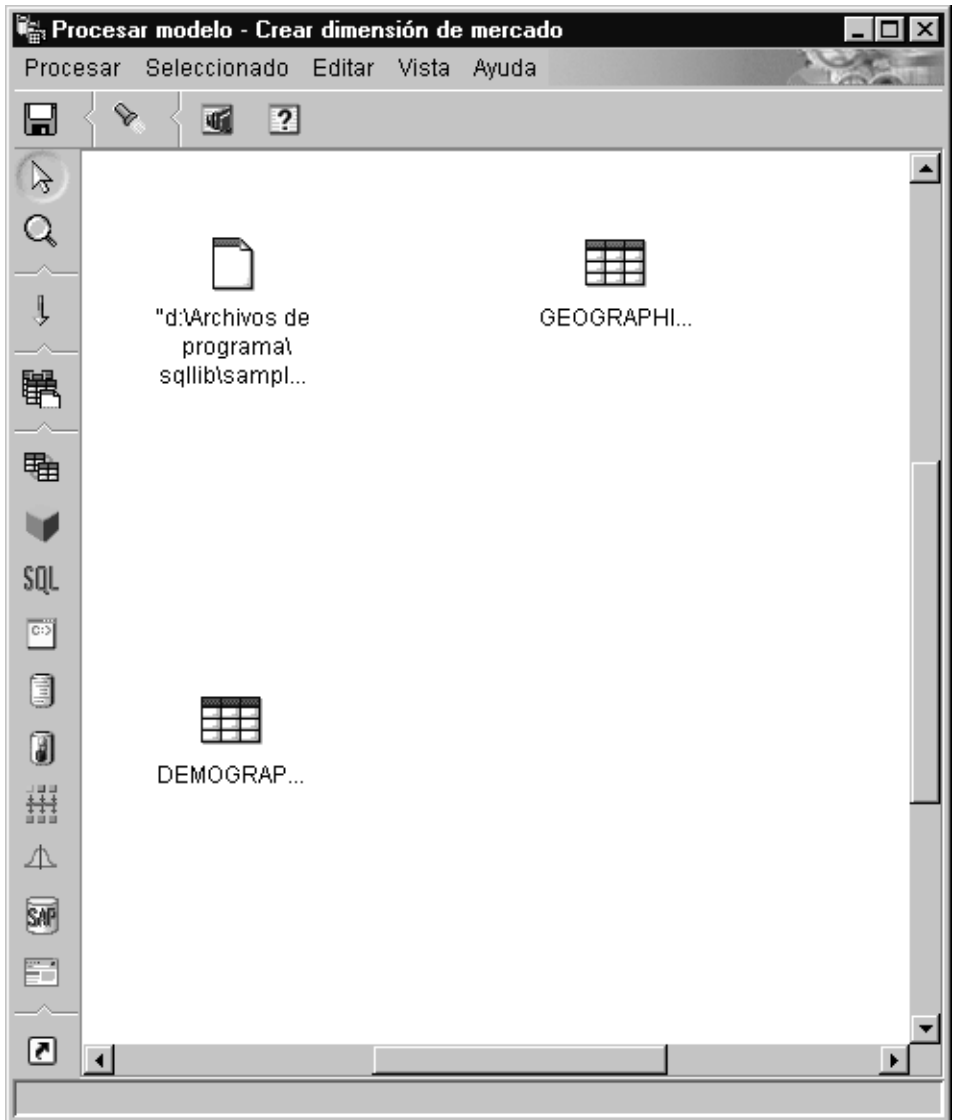 Procesar modelo - Crear dimensión de mercado
Procesar Seleccionado Editar Vista Ayuda
?
"d:\Archivos de
programa\
sqllib\sampl...
GEOGRAPHI...
SQL
C:>
DEMOGRAP...
SAP